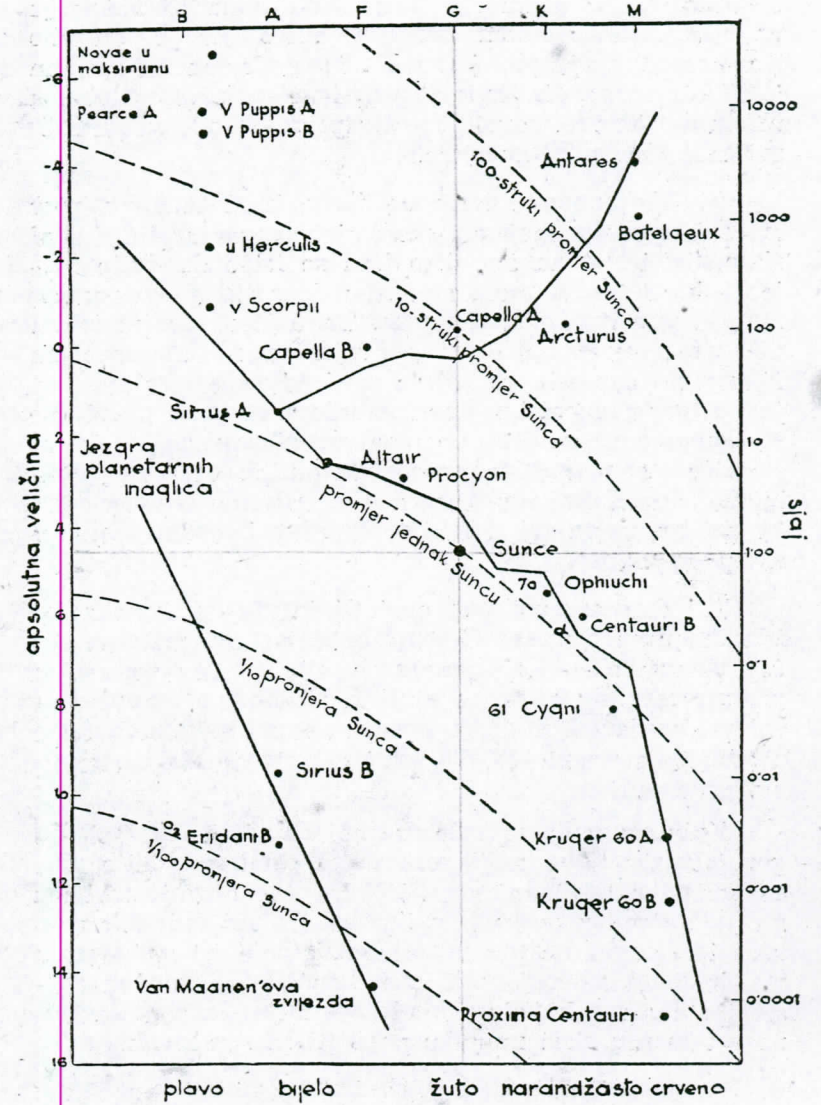 B A F G K M
Novae u
maksimumu
-6
10000
Pearce A
V Puppis A
V Puppis B
-4
100-struki promjer Sunca
Antares
1000
Batelgeux
u Herculis
-2
V Scorpii
10-struki promjer Sunca
Capella A
100
Arcturus
0
Capella B
Sirius A
2
10
Jezgra
planetarnih
maglica
Altair
Procyon
promjer jednak Suncu
apsolutna veličina
sjaj
4
Sunce
1'00
70 Ophiuchi
6
α Centauri B
0'1
1/10 promjera Sunca
8
61 Cygni
Sirius B
0'01
10
o2 Eridani B
1/100 promjera Sunca
Kruger 60 A
12
Kruger 60 B
0'001
14
Van Maanen'ova
zvijezda
Proxima Centauri
0'0001
16
plavo bijelo žuto narandžasto crveno